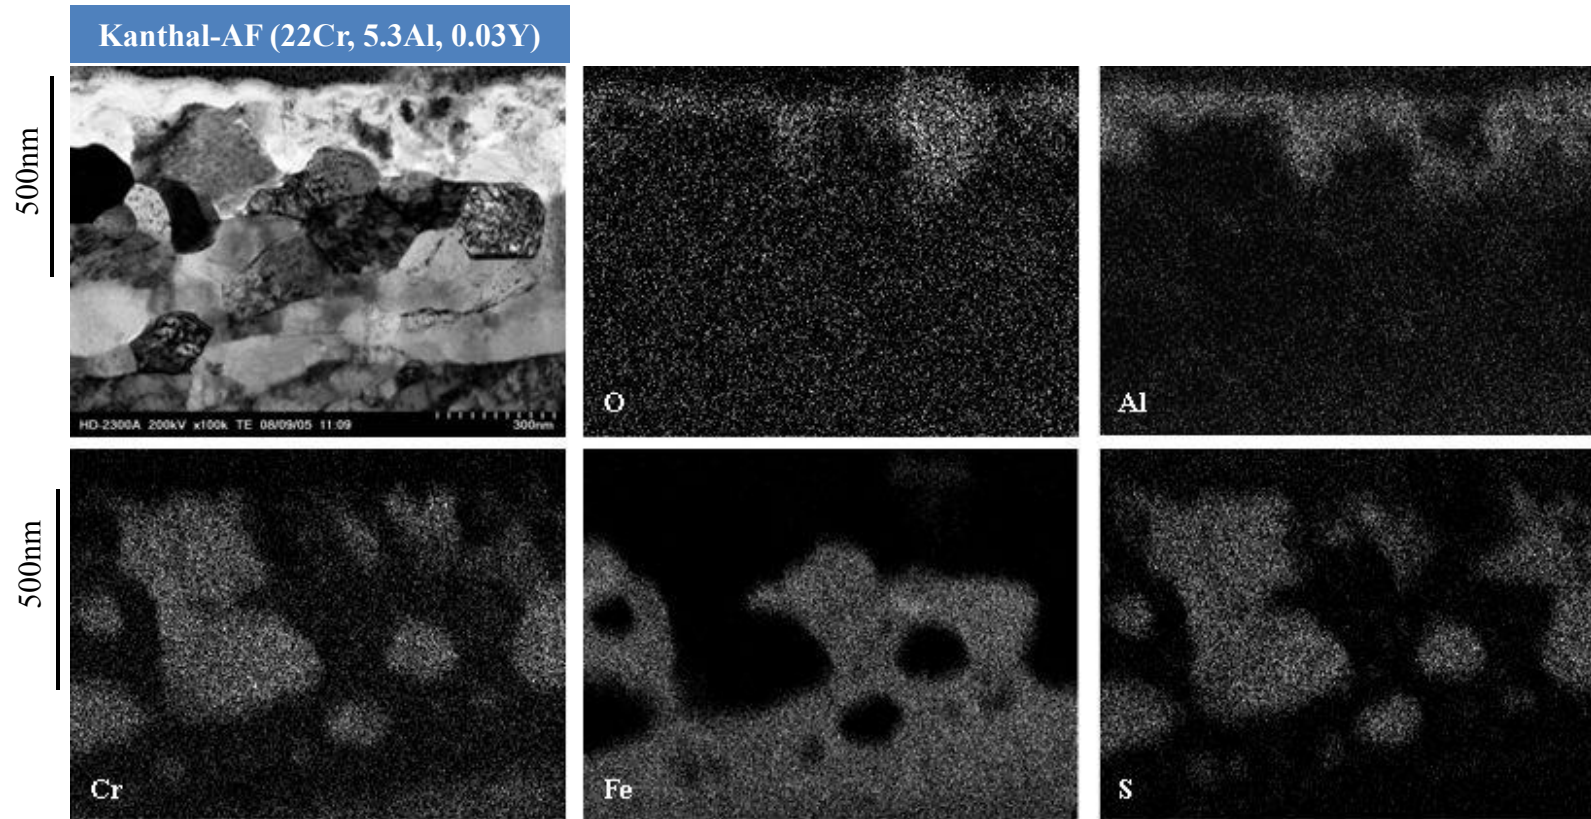 Kanthal-AF (22Cr, 5.3Al, 0.03Y)
500nm
HD-2300A 200kV x100k TE 08/09/05 11:09
300nm
O
Al
500nm
Cr
Fe
S